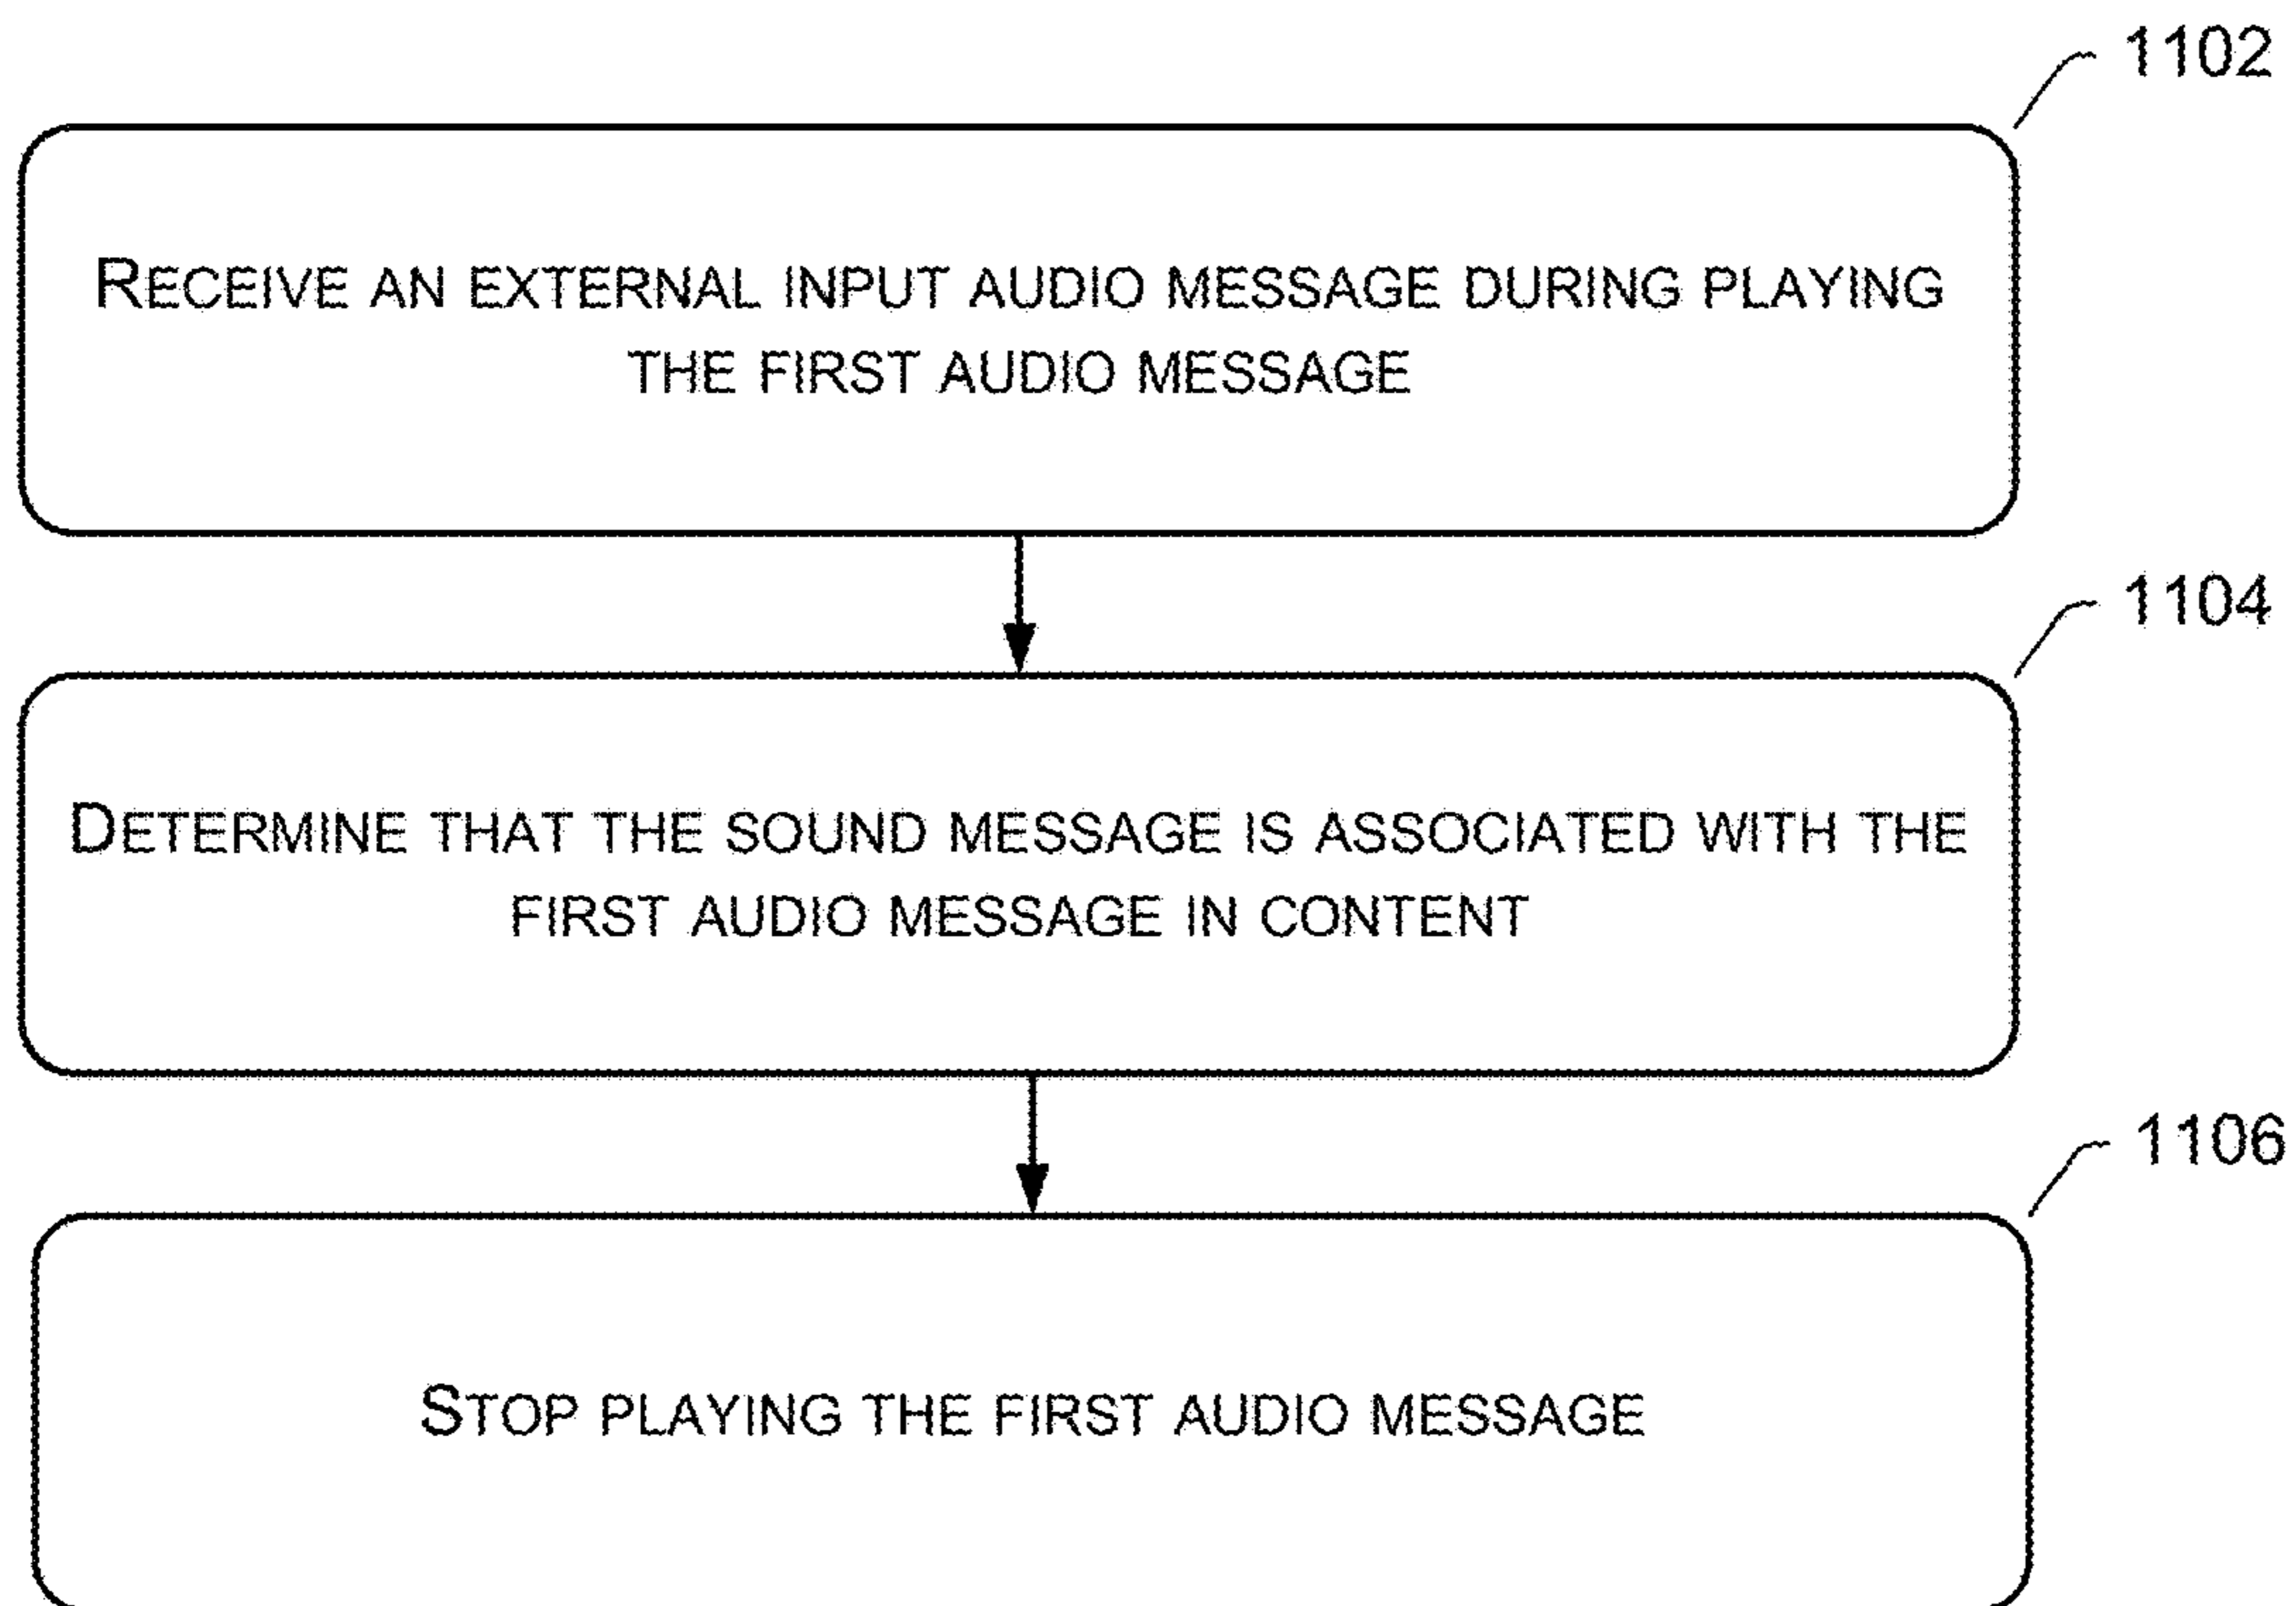 1102
RECEIVE AN EXTERNAL INPUT AUDIO MESSAGE DURING PLAYING
THE FIRST AUDIO MESSAGE
1104
DETERMINE THAT THE SOUND MESSAGE IS ASSOCIATED WITH THE
FIRST AUDIO MESSAGE IN CONTENT
1106
STOP PLAYING THE FIRST AUDIO MESSAGE